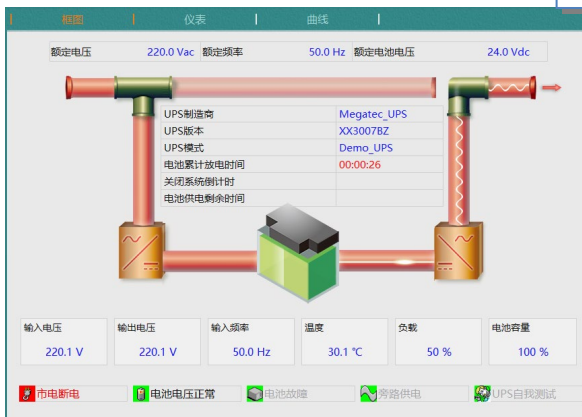 框图 仪表 曲线
额定电压 220.0 Vac 额定频率 50.0 Hz 额定电池电压 24.0 Vdc
UPS制造商 Megatec_UPS
UPS版本 XX3007BZ
UPS模式 Demo_UPS
电池累计放电时间 00:00:26
关闭系统倒计时
电池供电剩余时间
输入电压 输出电压 输入频率 温度 负载 电池容量
220.1 V 220.1 V 50.0 Hz 30.1 ℃ 50 % 100 %
市电断电 电池电压正常 电池故障 旁路供电 UPS自我测试